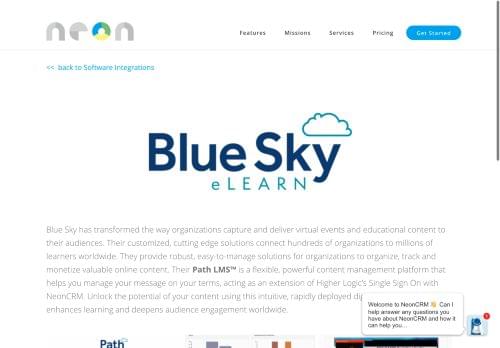 neon
Features Missions Services Pricing Get Started
<< back to Software Integrations
Blue Sky
eLEARN
Blue Sky has transformed the way organizations capture and deliver virtual events and educational content to
their audiences. Their customized, cutting edge solutions connect hundreds of organizations to millions of
learners worldwide. They provide robust, easy-to-manage solutions for organizations to organize, track and
monetize valuable online content. Their Path LMS™ is a flexible, powerful content management platform that
helps you manage your message on your terms, acting as an extension of Higher Logic's Single Sign On with
NeonCRM. Unlock the potential of your content using this intuitive, rapidly deployed
enhances learning and deepens audience engagement worldwide.
Welcome to NeonCRM 👋 Can I
help answer any questions you
have about NeonCRM and how it
can help you...
1
Path